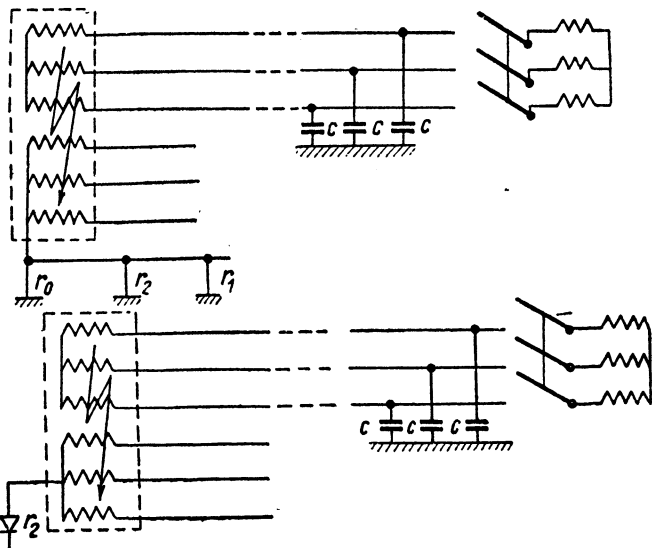 C C C
r₀ r₂ r₁
C C C
r₂